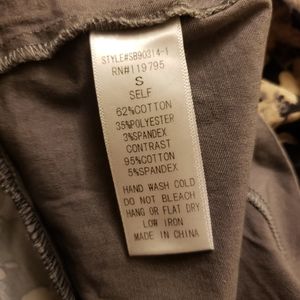 STYLE#SB90314-1
RN#119795
S
SELF
62%COTTON
35%POLYESTER
3%SPANDEX
CONTRAST
95%COTTON
5%SPANDEX
HAND WASH COLD
DO NOT BLEACH
HANG OR FLAT DRY
LOW IRON
MADE IN CHINA